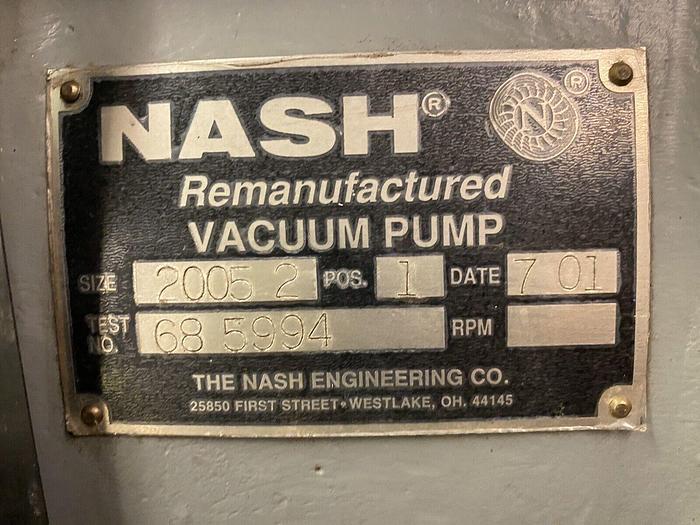 NASH® ®
N
Remanufactured
VACUUM PUMP
SIZE 2005 2 POS. 1 DATE 7 01
TEST NO. 68 5994 RPM
THE NASH ENGINEERING CO.
25850 FIRST STREET • WESTLAKE, OH. 44145